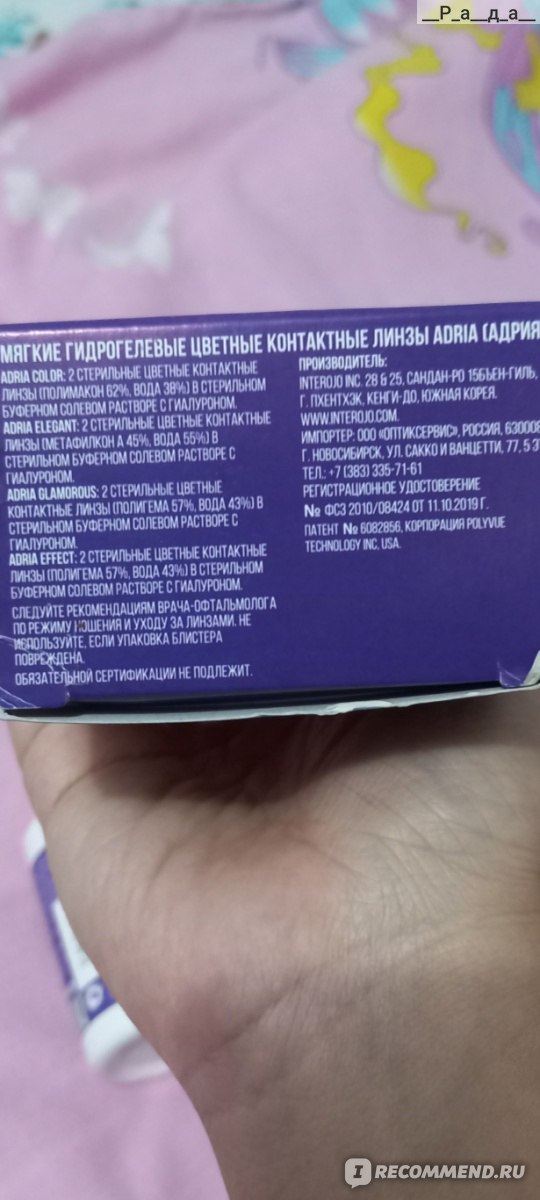 __Р_а__д_а__
МЯГКИЕ ГИДРОГЕЛЕВЫЕ ЦВЕТНЫЕ КОНТАКТНЫЕ ЛИНЗЫ ADRIA (АДРИЯ
ADRIA COLOR: 2 СТЕРИЛЬНЫЕ ЦВЕТНЫЕ КОНТАКТНЫЕ
ЛИНЗЫ (ПОЛИМАКОН 62%, ВОДА 38%) В СТЕРИЛЬНОМ
БУФЕРНОМ СОЛЕВОМ РАСТВОРЕ С ГИАЛУРОНОМ.
ADRIA ELEGANT: 2 СТЕРИЛЬНЫЕ ЦВЕТНЫЕ КОНТАКТНЫЕ
ЛИНЗЫ (МЕТАФИЛКОН А 45%, ВОДА 55%) В
СТЕРИЛЬНОМ БУФЕРНОМ СОЛЕВОМ РАСТВОРЕ С
ГИАЛУРОНОМ.
ADRIA GLAMOROUS: 2 СТЕРИЛЬНЫЕ ЦВЕТНЫЕ
КОНТАКТНЫЕ ЛИНЗЫ (ПОЛИГЕМА 57%, ВОДА 43%) В
СТЕРИЛЬНОМ БУФЕРНОМ СОЛЕВОМ РАСТВОРЕ С
ГИАЛУРОНОМ.
ADRIA EFFECT: 2 СТЕРИЛЬНЫЕ ЦВЕТНЫЕ КОНТАКТНЫЕ
ЛИНЗЫ (ПОЛИГЕМА 57%, ВОДА 43%) В СТЕРИЛЬНОМ
БУФЕРНОМ СОЛЕВОМ РАСТВОРЕ С ГИАЛУРОНОМ.
СЛЕДУЙТЕ РЕКОМЕНДАЦИЯМ ВРАЧА-ОФТАЛЬМОЛОГА
ПО РЕЖИМУ НОШЕНИЯ И УХОДУ ЗА ЛИНЗАМИ. НЕ
ИСПОЛЬЗУЙТЕ, ЕСЛИ УПАКОВКА БЛИСТЕРА
ПОВРЕЖДЕНА.
ОБЯЗАТЕЛЬНОЙ СЕРТИФИКАЦИИ НЕ ПОДЛЕЖИТ.
ПРОИЗВОДИТЕЛЬ:
INTEROJO INC. 28 & 25, САНДАН-РО 15БЪЕН-ГИЛЬ,
Г. ПХЕНТХЭК, КЕНГИ-ДО, ЮЖНАЯ КОРЕЯ.
WWW.INTEROJO.COM.
ИМПОРТЕР: ООО «ОПТИКСЕРВИС», РОССИЯ, 630008
Г. НОВОСИБИРСК, УЛ. САККО И ВАНЦЕТТИ, 77, 5 ЭТ
ТЕЛ.: +7 (383) 335-71-61
РЕГИСТРАЦИОННОЕ УДОСТОВЕРЕНИЕ
№ ФСЗ 2010/08424 ОТ 11.10.2019 Г.
ПАТЕНТ № 6082856, КОРПОРАЦИЯ POLYVUE
TECHNOLOGY INC, USA.
IRECOMMEND.RU